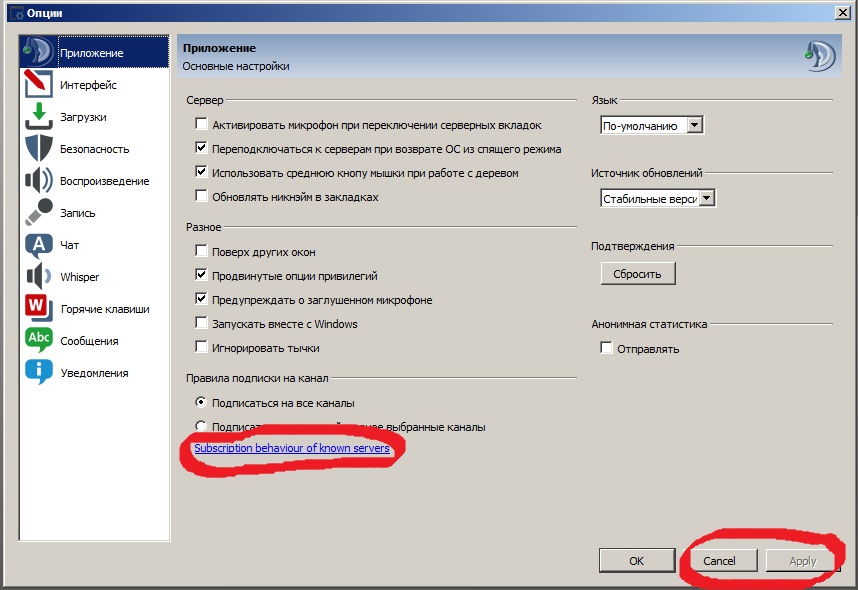 Опции
Приложение
Интерфейс
Загрузки
Безопасность
Воспроизведение
Запись
Чат
Whisper
Горячие клавиши
Сообщения
Уведомления
Приложение
Основные настройки
Сервер
Активировать микрофон при переключении серверных вкладок
Переподключаться к серверам при возврате ОС из спящего режима
Использовать среднюю кнопу мышки при работе с деревом
Обновлять никнэйм в закладках
Разное
Поверх других окон
Продвинутые опции привилегий
Предупреждать о заглушенном микрофоне
Запускать вместе с Windows
Игнорировать тычки
Правила подписки на канал
Подписаться на все каналы
выбранные каналы
Subscription behaviour of known servers
Язык
По-умолчанию
Источник обновлений
Стабильные верси
Подтверждения
Сбросить
Анонимная статистика
Отправлять
OK
Cancel
Apply
A
W
Abc
i